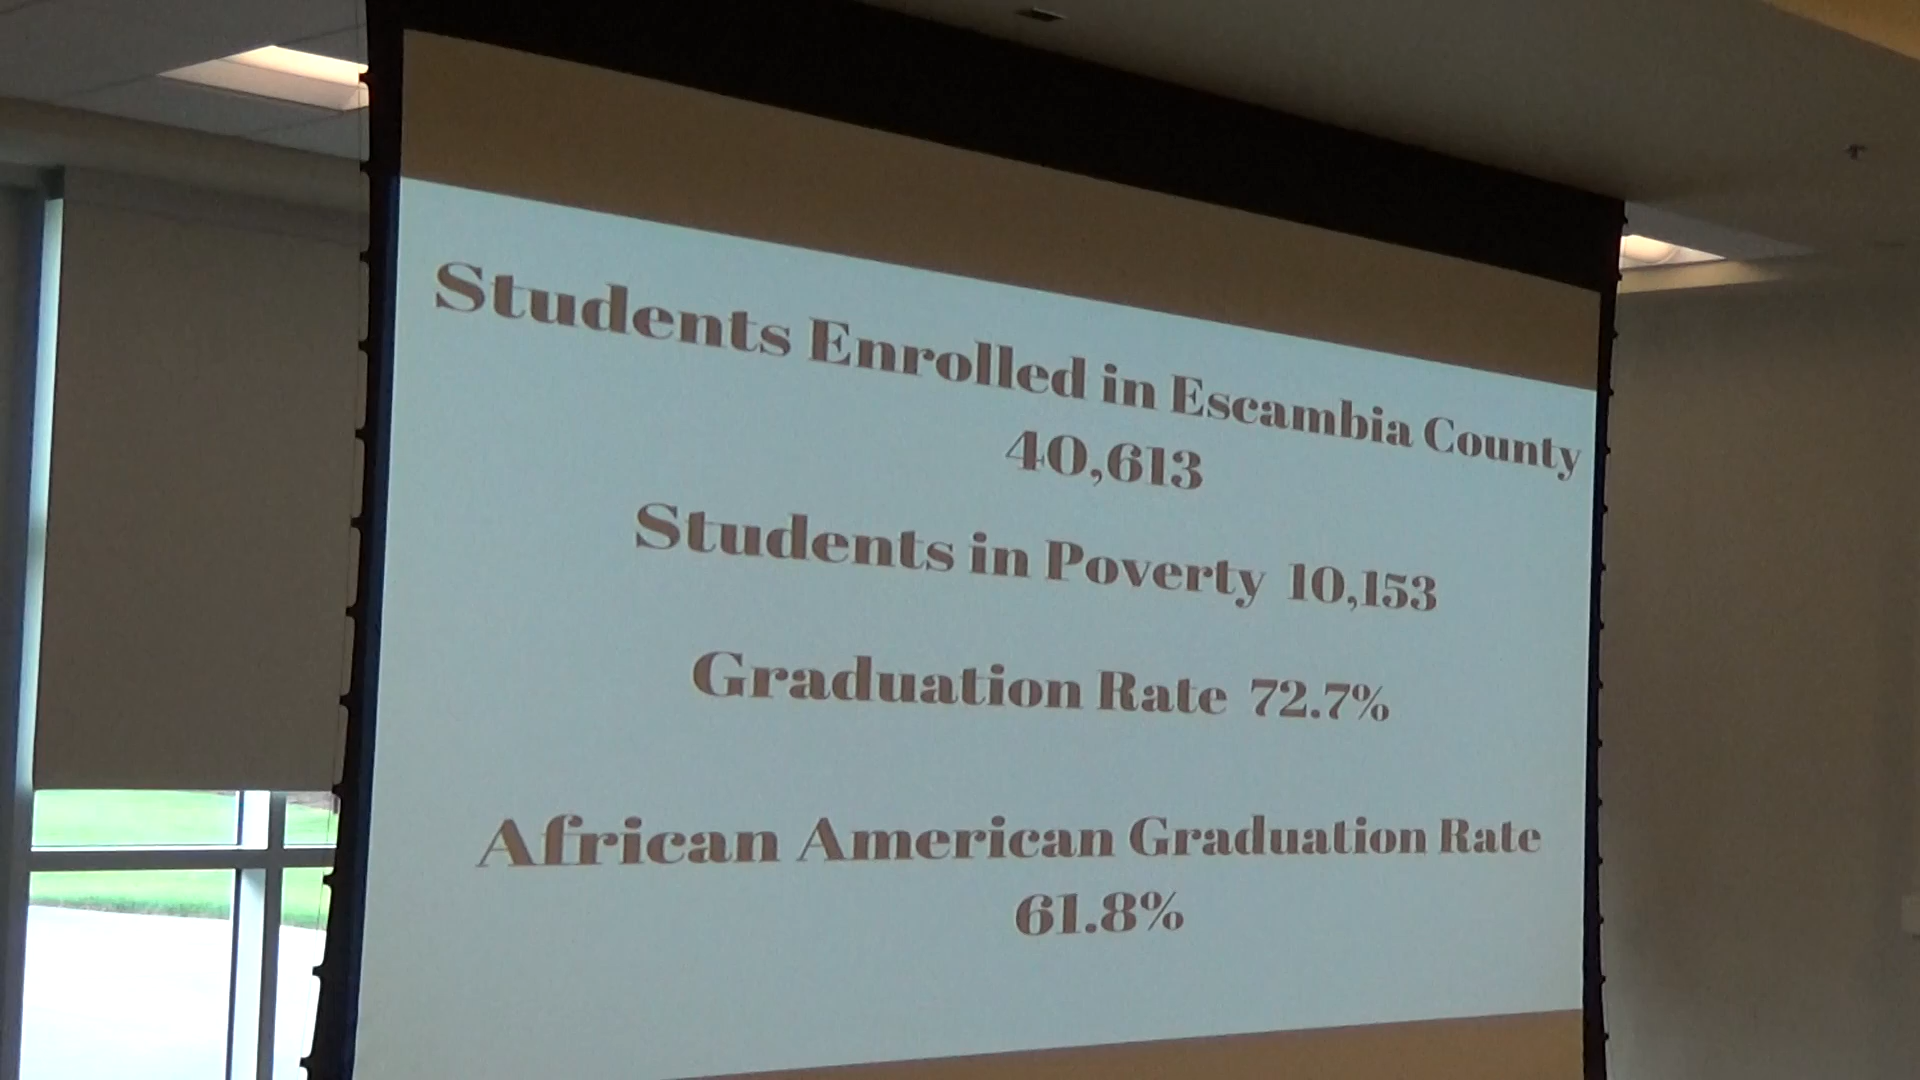 Students Enrolled in Escambia County
40,613
Students in Poverty 10,153
Graduation Rate 72.7%
African American Graduation Rate
61.8%